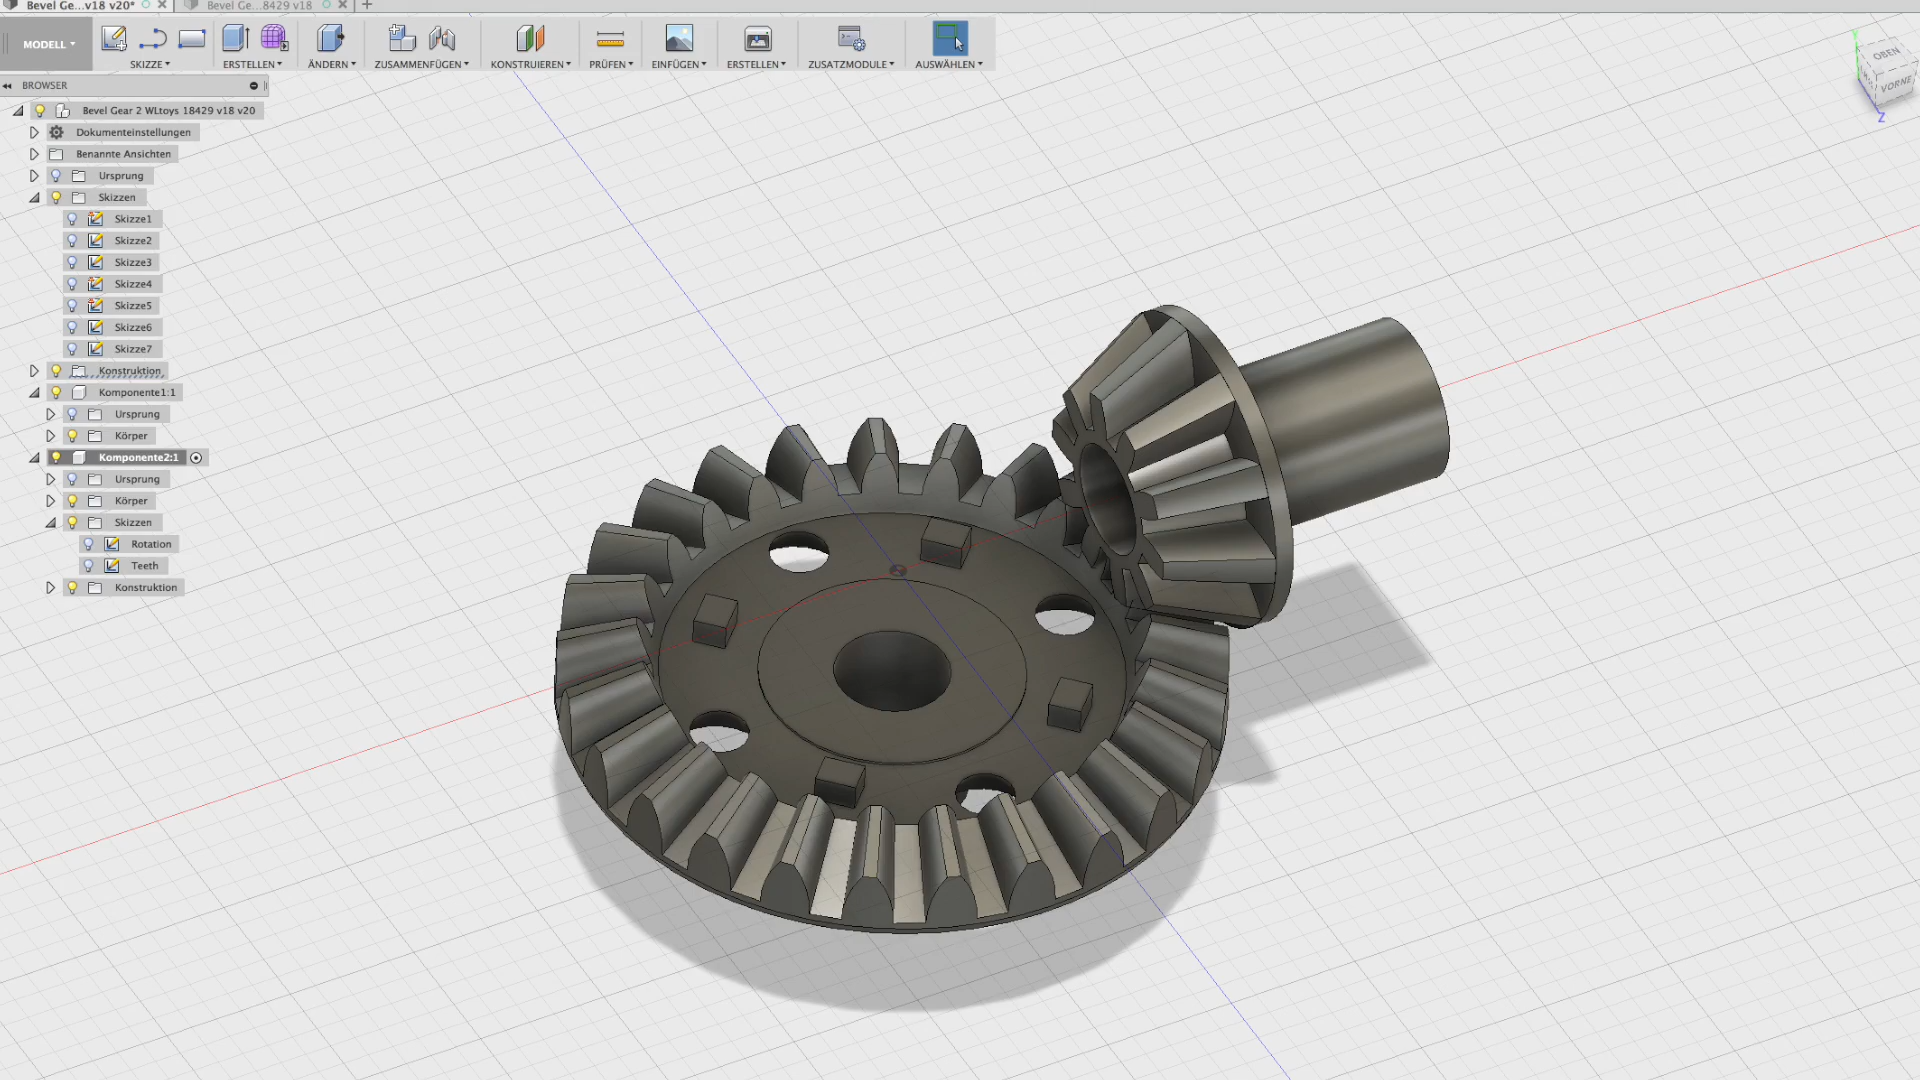 Bevel Ge...v18 v20*
Bevel Ge...8429 v18
MODELL
SKIZZE
ERSTELLEN
ÄNDERN
ZUSAMMENFÜGEN
KONSTRUIEREN
PRÜFEN
EINFÜGEN
ERSTELLEN
ZUSATZMODULE
AUSWÄHLEN
BROWSER
Bevel Gear 2 WLtoys 18429 v18 v20
Dokumenteinstellungen
Benannte Ansichten
Ursprung
Skizzen
Skizze1
Skizze2
Skizze3
Skizze4
Skizze5
Skizze6
Skizze7
Konstruktion
Komponente1:1
Ursprung
Körper
Komponente2:1
Ursprung
Körper
Skizzen
Rotation
Teeth
Konstruktion
Y
OBEN
VORNE
Z